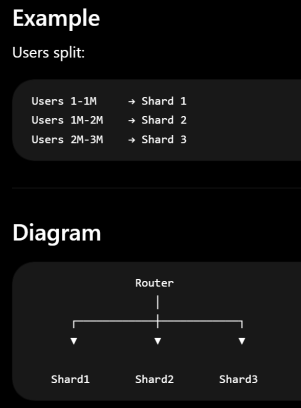 Example
Users split:
Users 1-1M → Shard 1
Users 1M-2M → Shard 2
Users 2M-3M → Shard 3
Diagram
Router
Shard1 Shard2 Shard3